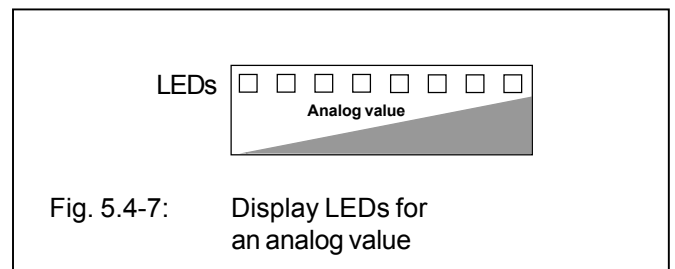 LEDs
Analog value
Fig. 5.4-7: Display LEDs for
an analog value